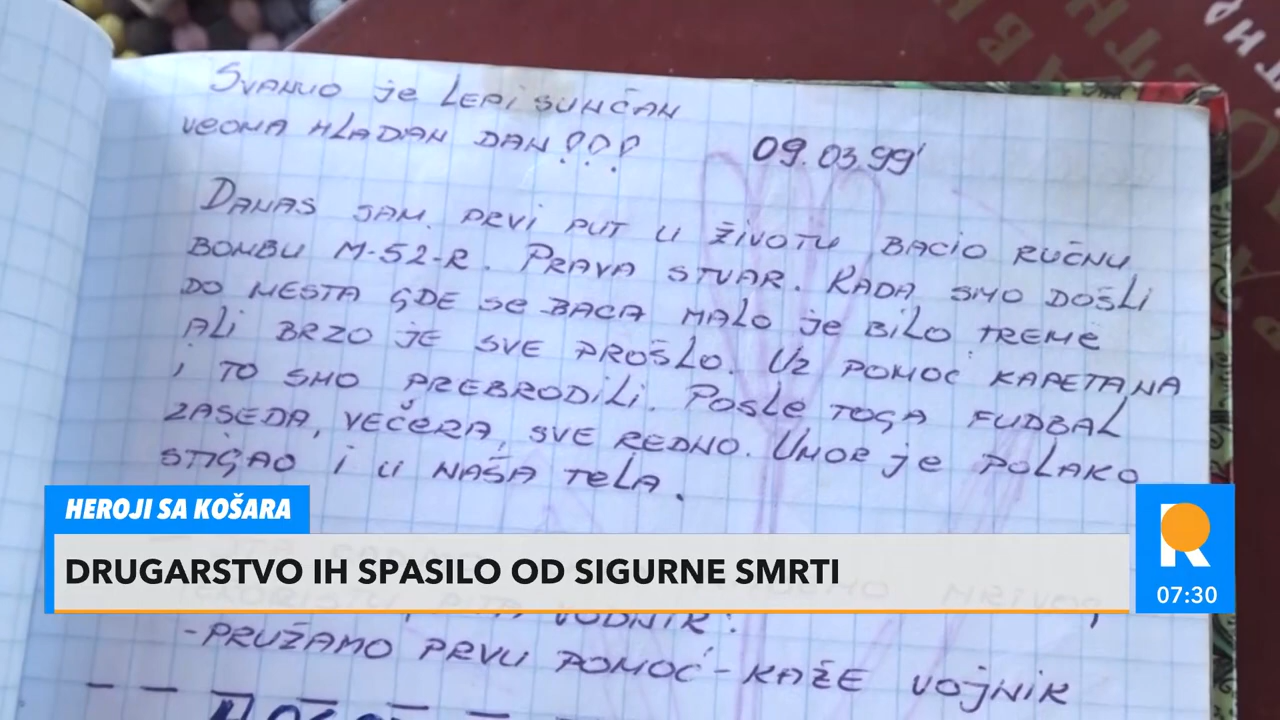 Svanuo je LEPI SUNČAN
VEOMA HLADAN DAN???
09.03.99'
DANAS SAM PRVI PUT U ŽIVOTU BACIO RUČNU
BOMBU M-52-R. PRAVA STVAR. KADA SMO DOŠLI
DO MESTA GDE SE BACA MALO je BILO TREME
ALI BRZO JE SVE PROŠLO. UZ POMOĆ KAPETANA
I TO SMO PREBRODILI. POSLE TOGA FUDBAL
ZASEDA, VEČERA, SVE REDNO. UMOR je POLAKO
STIGAO I U NAŠA TELA.
HEROJI SA KOŠARA
DRUGARSTVO IH SPASILO OD SIGURNE SMRTI
R
07:30
PITA VODNIK:
-PRUŽAMO PRVU POMOĆ - KAŽE VOJNIK